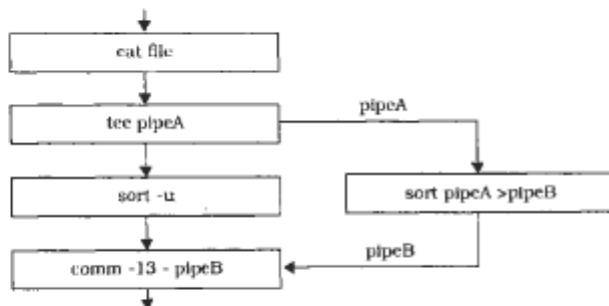 cat file
tee pipeA
pipeA
sort -u
sort pipeA >pipeB
comm -13 - pipeB
pipeB